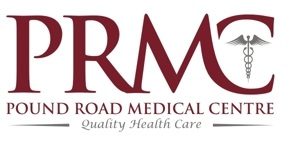 PRMC
POUND ROAD MEDICAL CENTRE
Quality Health Care